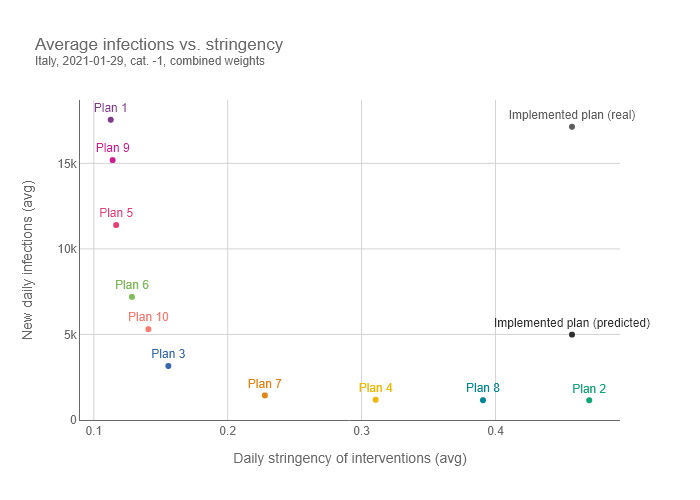 Average infections vs. stringency
Italy, 2021-01-29, cat. -1, combined weights
Plan 1
Implemented plan (real)
Plan 9
15k
Plan 5
10k
Plan 6
Plan 10
Implemented plan (predicted)
5k
Plan 3
Plan 7
Plan 4
Plan 8
Plan 2
0
0.1
0.2
0.3
0.4
New daily infections (avg)
Daily stringency of interventions (avg)